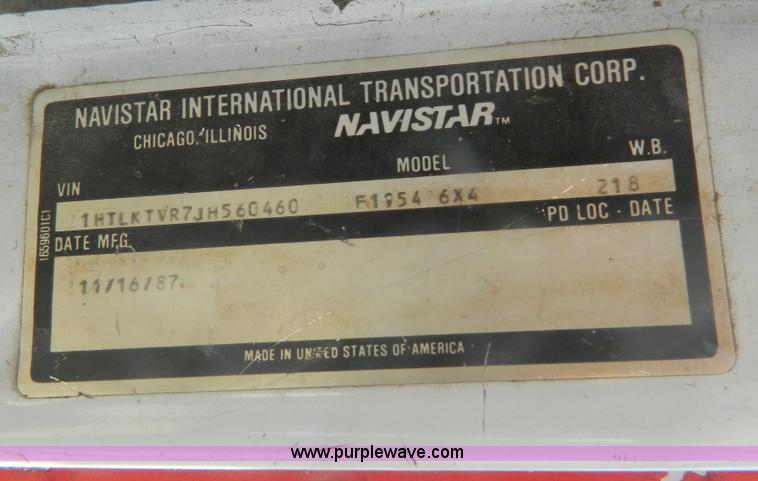 NAVISTAR INTERNATIONAL TRANSPORTATION CORP.
CHICAGO, ILLINOIS NAVISTAR™
VIN MODEL W.B.
1HTLKTVR7JH560460 F1954 6X4 218
DATE MFG. PD LOC - DATE
11/16/87
1659601C1
MADE IN UNITED STATES OF AMERICA
www.purplewave.com